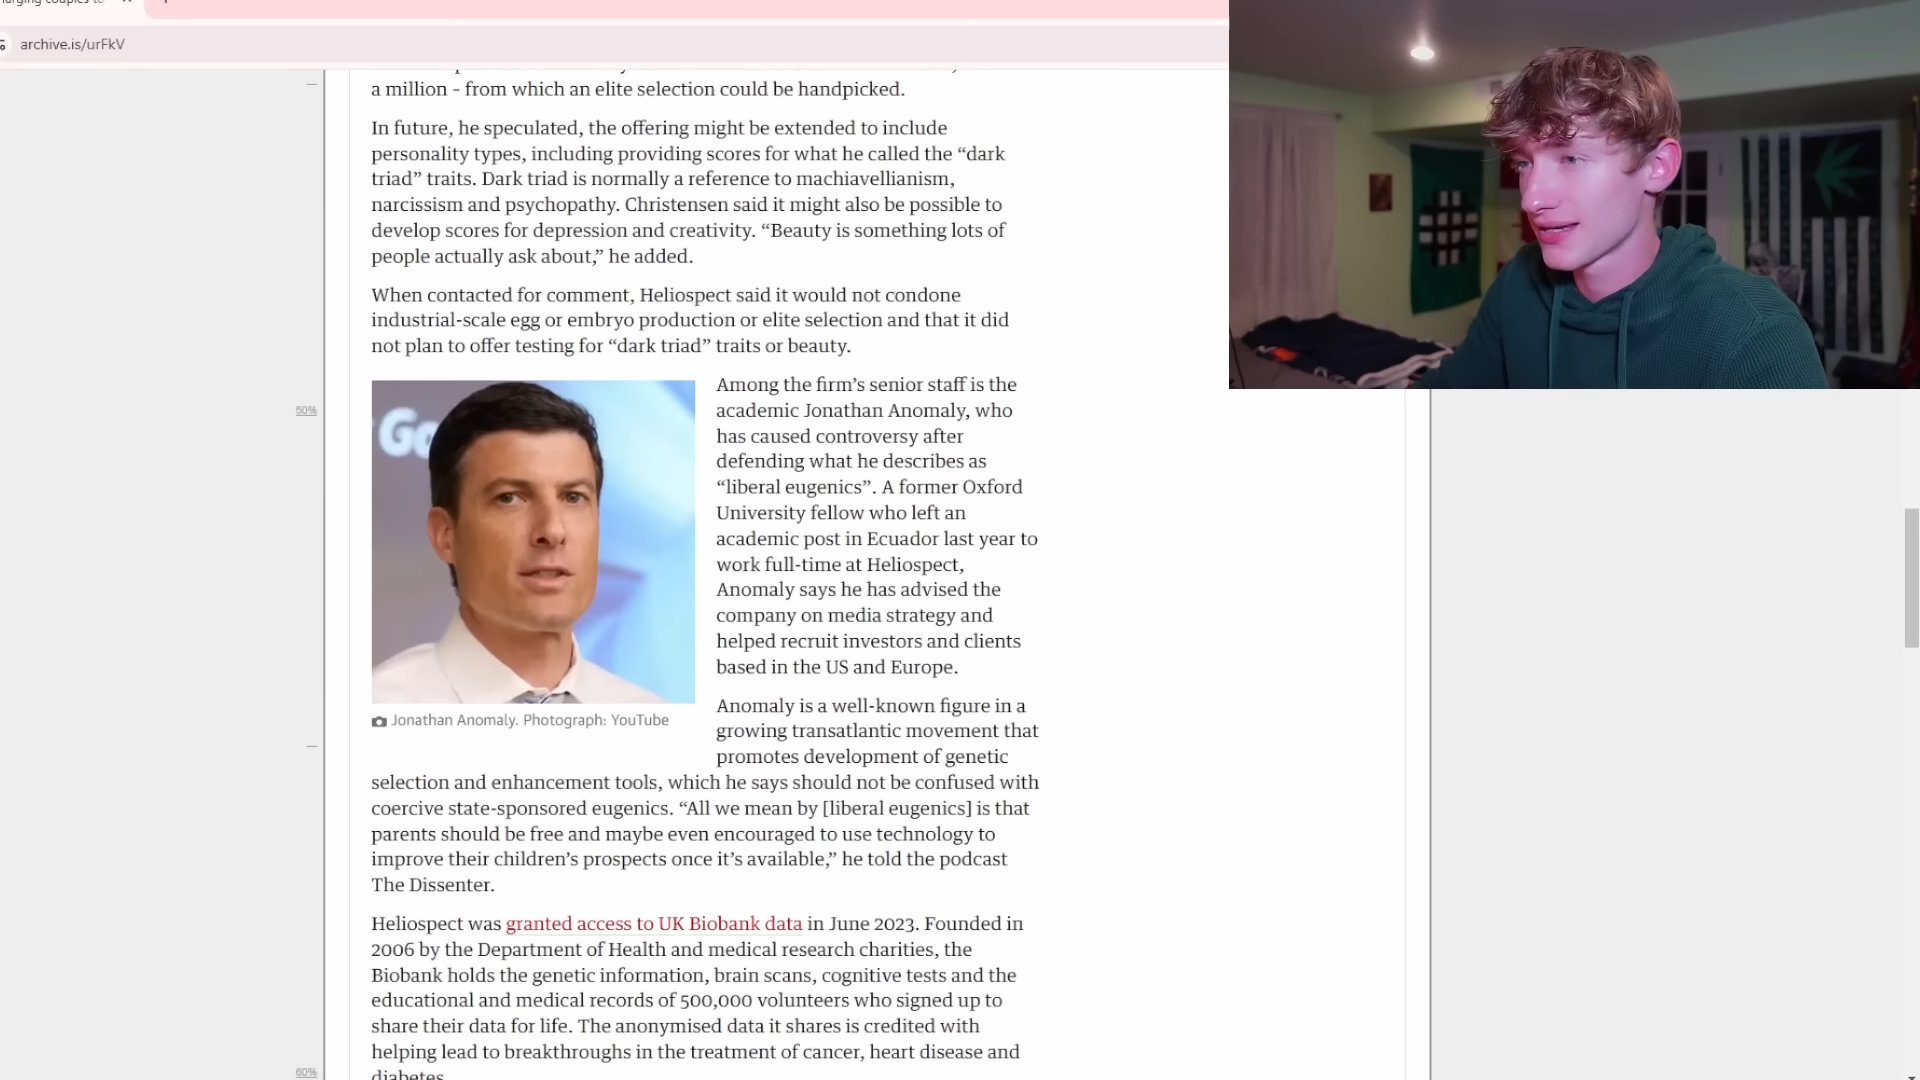 archive.is/urFkV
a million – from which an elite selection could be handpicked.
In future, he speculated, the offering might be extended to include
personality types, including providing scores for what he called the “dark
triad” traits. Dark triad is normally a reference to machiavellianism,
narcissism and psychopathy. Christensen said it might also be possible to
develop scores for depression and creativity. “Beauty is something lots of
people actually ask about,” he added.
When contacted for comment, Heliospect said it would not condone
industrial-scale egg or embryo production or elite selection and that it did
not plan to offer testing for “dark triad” traits or beauty.
Go
Among the firm’s senior staff is the
50%
academic Jonathan Anomaly, who
has caused controversy after
defending what he describes as
“liberal eugenics”. A former Oxford
University fellow who left an
academic post in Ecuador last year to
work full-time at Heliospect,
Anomaly says he has advised the
company on media strategy and
helped recruit investors and clients
based in the US and Europe.
Jonathan Anomaly. Photograph: YouTube
Anomaly is a well-known figure in a
growing transatlantic movement that
promotes development of genetic
selection and enhancement tools, which he says should not be confused with
coercive state-sponsored eugenics. “All we mean by [liberal eugenics] is that
parents should be free and maybe even encouraged to use technology to
improve their children’s prospects once it’s available,” he told the podcast
The Dissenter.
Heliospect was granted access to UK Biobank data in June 2023. Founded in
2006 by the Department of Health and medical research charities, the
Biobank holds the genetic information, brain scans, cognitive tests and the
educational and medical records of 500,000 volunteers who signed up to
share their data for life. The anonymised data it shares is credited with
helping lead to breakthroughs in the treatment of cancer, heart disease and
diabetes.
60%